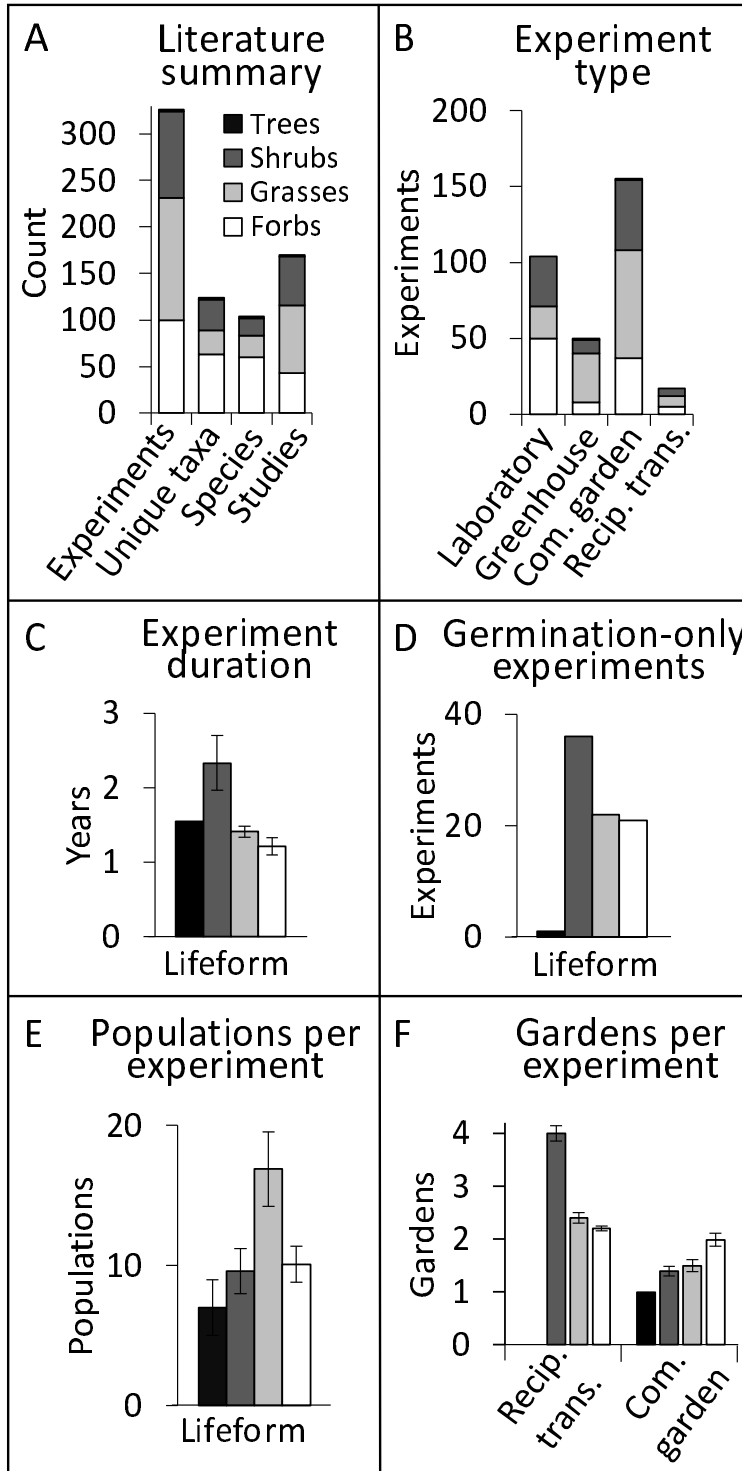 A
Literature
summary
300
250
200
150
100
50
0
Count
Trees
Shrubs
Grasses
Forbs
Experiments
Unique taxa
Species
Studies
B
Experiment
type
200
150
100
50
0
Experiments
Laboratory
Greenhouse
Com. garden
Recip. trans.
C
Experiment
duration
3
2
1
0
Years
Lifeform
D
Germination-only
experiments
40
20
0
Experiments
Lifeform
E
Populations per
experiment
20
10
0
Populations
Lifeform
F
Gardens per
experiment
4
3
2
1
0
Gardens
Recip.
trans.
Com.
garden